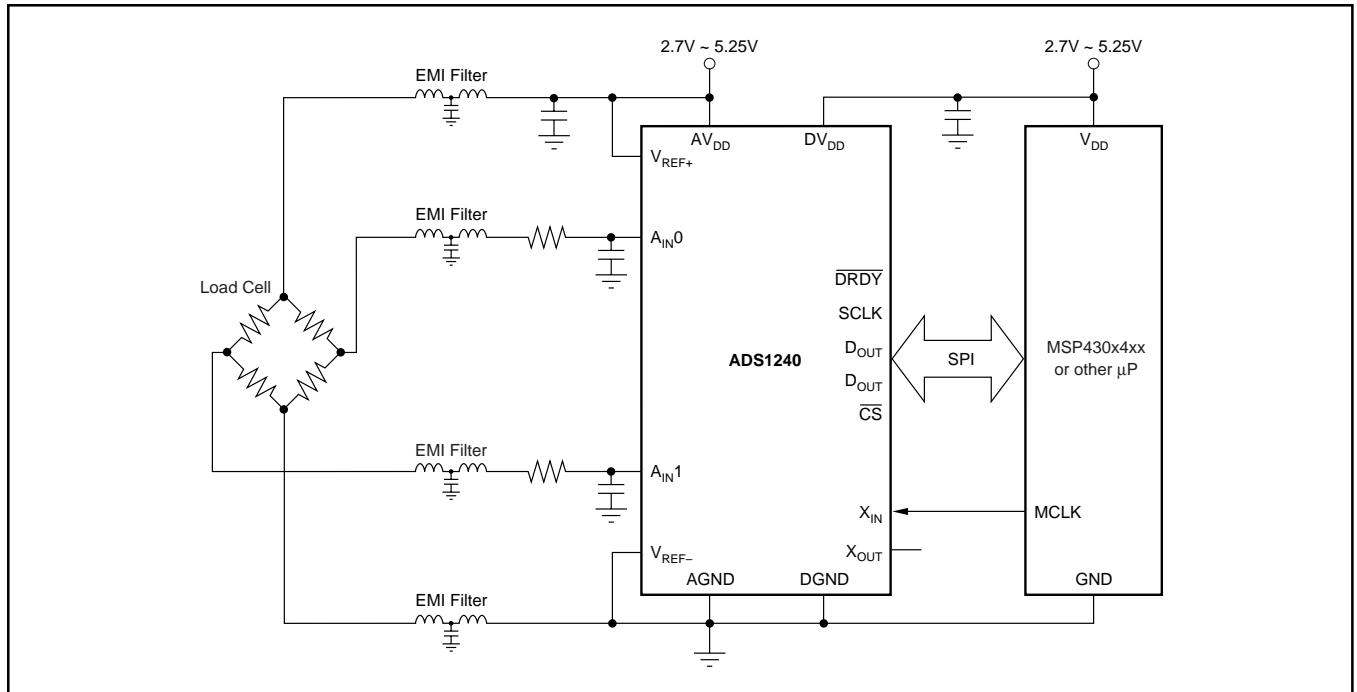 2.7V ~ 5.25V
2.7V ~ 5.25V
EMI Filter
AVDD
DVDD
VDD
VREF+
EMI Filter
AIN0
Load Cell
DRDY
SCLK
DOUT
DOUT
CS
ADS1240
SPI
MSP430x4xx
or other µP
EMI Filter
AIN1
XIN
MCLK
XOUT
VREF–
AGND
DGND
GND
EMI Filter